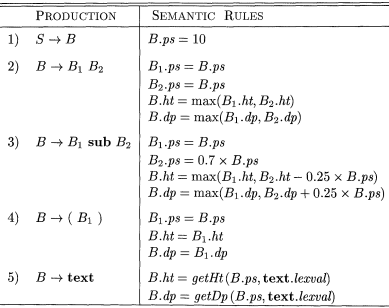 PRODUCTION SEMANTIC RULES
1) S → B B.ps = 10
2) B → B₁ B₂ B₁.ps = B.ps
B₂.ps = B.ps
B.ht = max(B₁.ht, B₂.ht)
B.dp = max(B₁.dp, B₂.dp)
3) B → B₁ sub B₂ B₁.ps = B.ps
B₂.ps = 0.7 × B.ps
B.ht = max(B₁.ht, B₂.ht − 0.25 × B.ps)
B.dp = max(B₁.dp, B₂.dp + 0.25 × B.ps)
4) B → ( B₁ ) B₁.ps = B.ps
B.ht = B₁.ht
B.dp = B₁.dp
5) B → text B.ht = getHt(B.ps, text.lexval)
B.dp = getDp(B.ps, text.lexval)